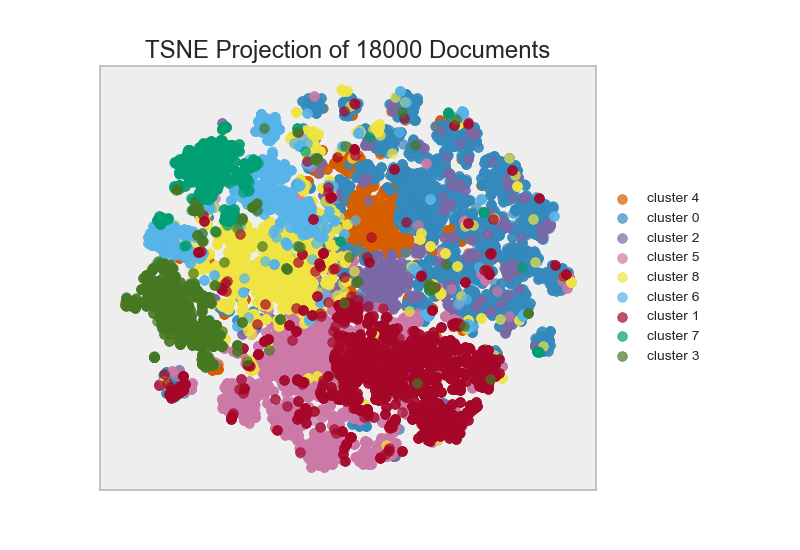 TSNE Projection of 18000 Documents
cluster 4
cluster 0
cluster 2
cluster 5
cluster 8
cluster 6
cluster 1
cluster 7
cluster 3